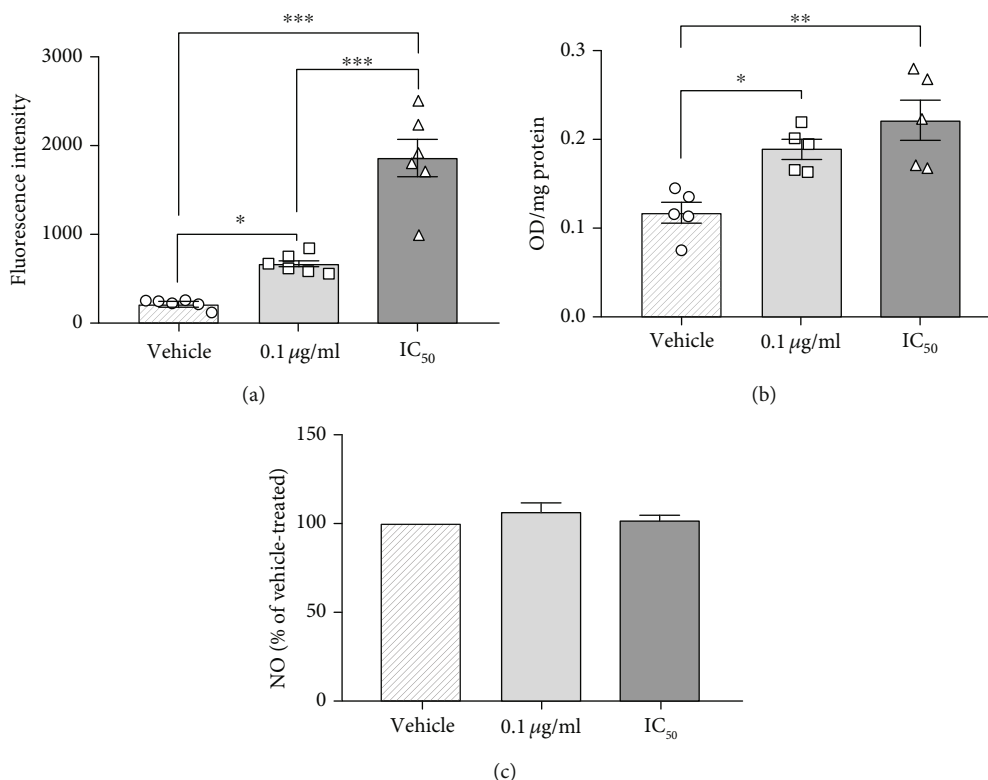 ***
***
*
Fluorescence intensity
3000
2000
1000
0
Vehicle
0.1 μg/ml
IC₅₀
(a)
**
*
OD/mg protein
0.3
0.2
0.1
0.0
Vehicle
0.1 μg/ml
IC₅₀
(b)
NO (% of vehicle-treated)
150
100
50
0
Vehicle
0.1 μg/ml
IC₅₀
(c)